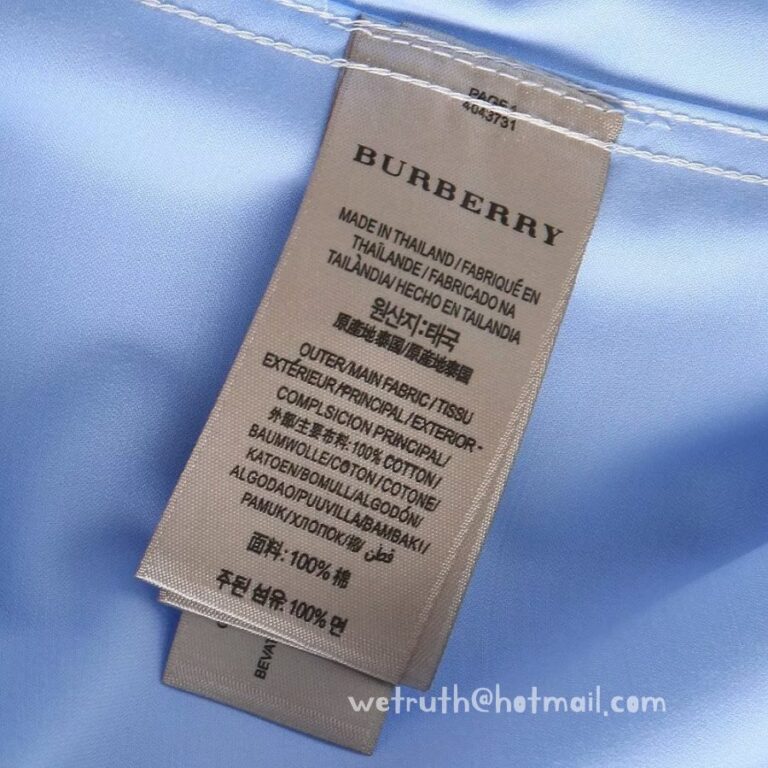 PAGE 1
4043731
BURBERRY
MADE IN THAILAND / FABRIQUÉ EN
THAÏLANDE / FABRICADO NA
TAILÀNDIA / HECHO EN TAILANDIA
원산지:태국
原産地泰国/原產地泰國
OUTER/MAIN FABRIC / TISSU
EXTÉRIEUR /PRINCIPAL / EXTERIOR -
COMPLSICION PRINCIPAL/
外部/主要布料: 100% COTTON/
BAUMWOLLE/COTON / COTONE/
KATOEN/BOMULL/ ALGODÓN/
ALGODAO/PUUVILLA/BAMBAKI /
PAMUK/ХЛОПОК/棉/ قطن
面料: 100% 棉
주된 섬유: 100% 면
BEVAT
wetruth@hotmail.com